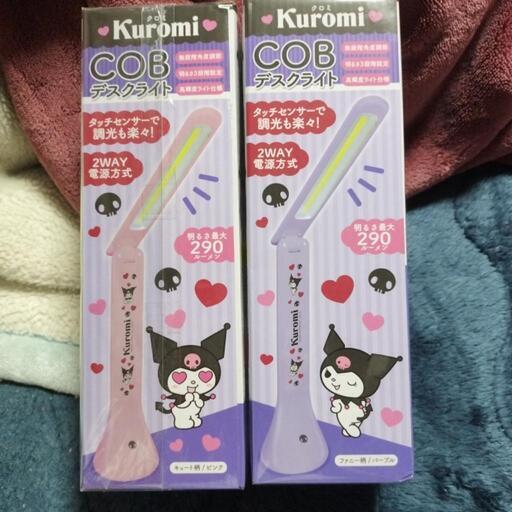 クロミ
Kuromi
COB
デスクライト
無段階角度調節
明るさ3段階設定
高輝度ライト仕様
タッチセンサーで
調光も楽々!
2WAY
電源方式
明るさ最大
290
ルーメン
Kuromi
キュート柄/ピンク
クロミ
Kuromi
COB
デスクライト
無段階角度調節
明るさ3段階設定
高輝度ライト仕様
タッチセンサーで
調光も楽々!
2WAY
電源方式
明るさ最大
290
ルーメン
Kuromi
ファニー柄/パープル